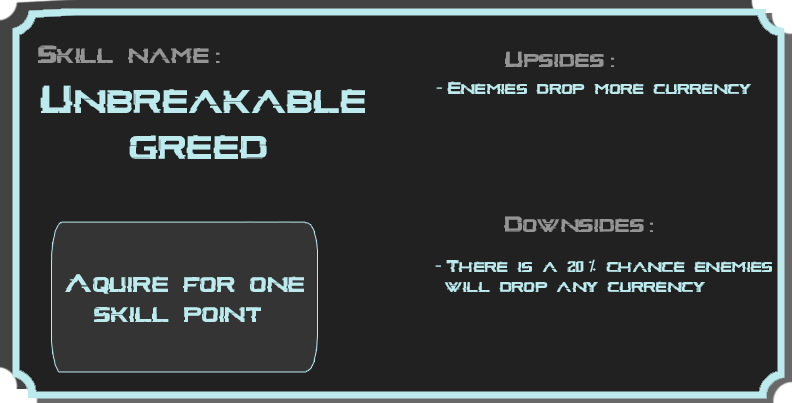 Skill name:
Unbreakable
greed
Aquire for one
skill point
Upsides:
- Enemies drop more currency
Downsides:
- There is a 20% chance enemies
will drop any currency